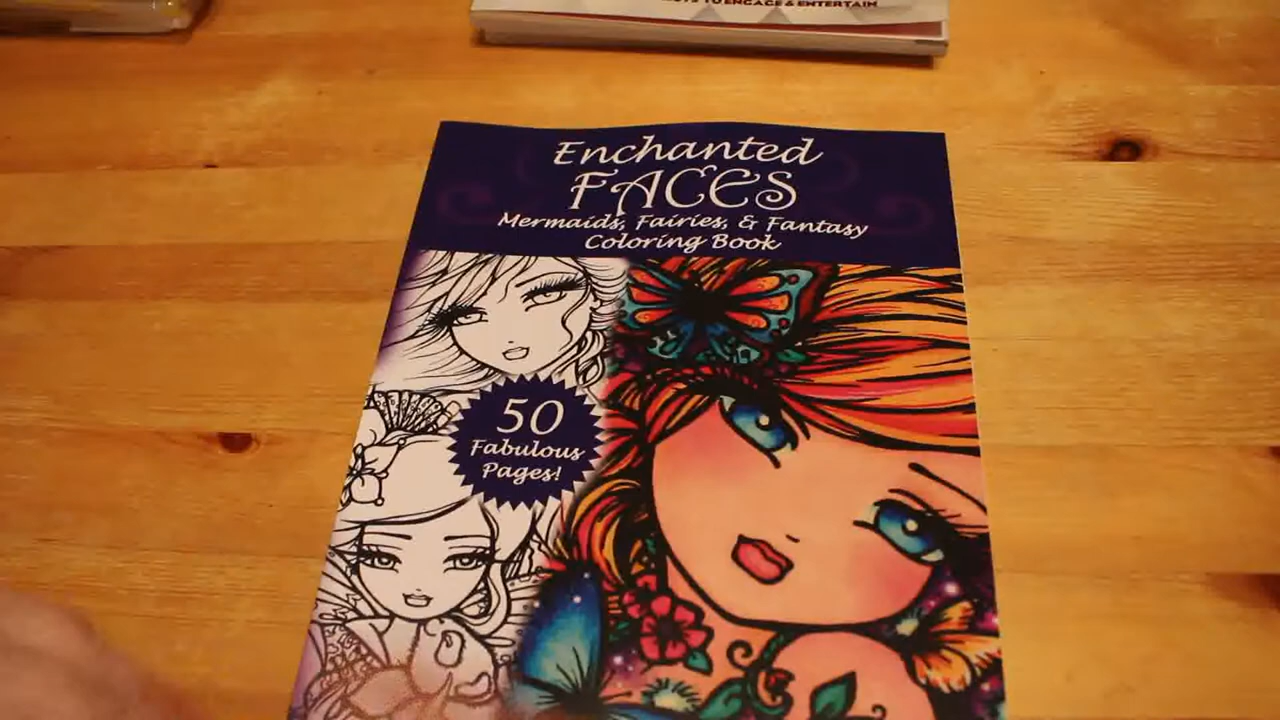 TO ENGAGE & ENTERTAIN
Enchanted
FACES
Mermaids, Fairies, & Fantasy
Coloring Book
50
Fabulous
Pages!